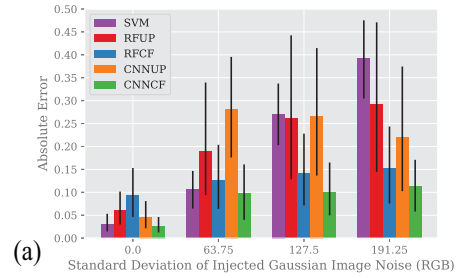 0.50
0.45
0.40
0.35
0.30
0.25
0.20
0.15
0.10
0.05
0.00
Absolute Error
SVM
RFUP
RFCF
CNNUP
CNNCF
0.0 63.75 127.5 191.25
Standard Deviation of Injected Gaussian Image Noise (RGB)
(a)